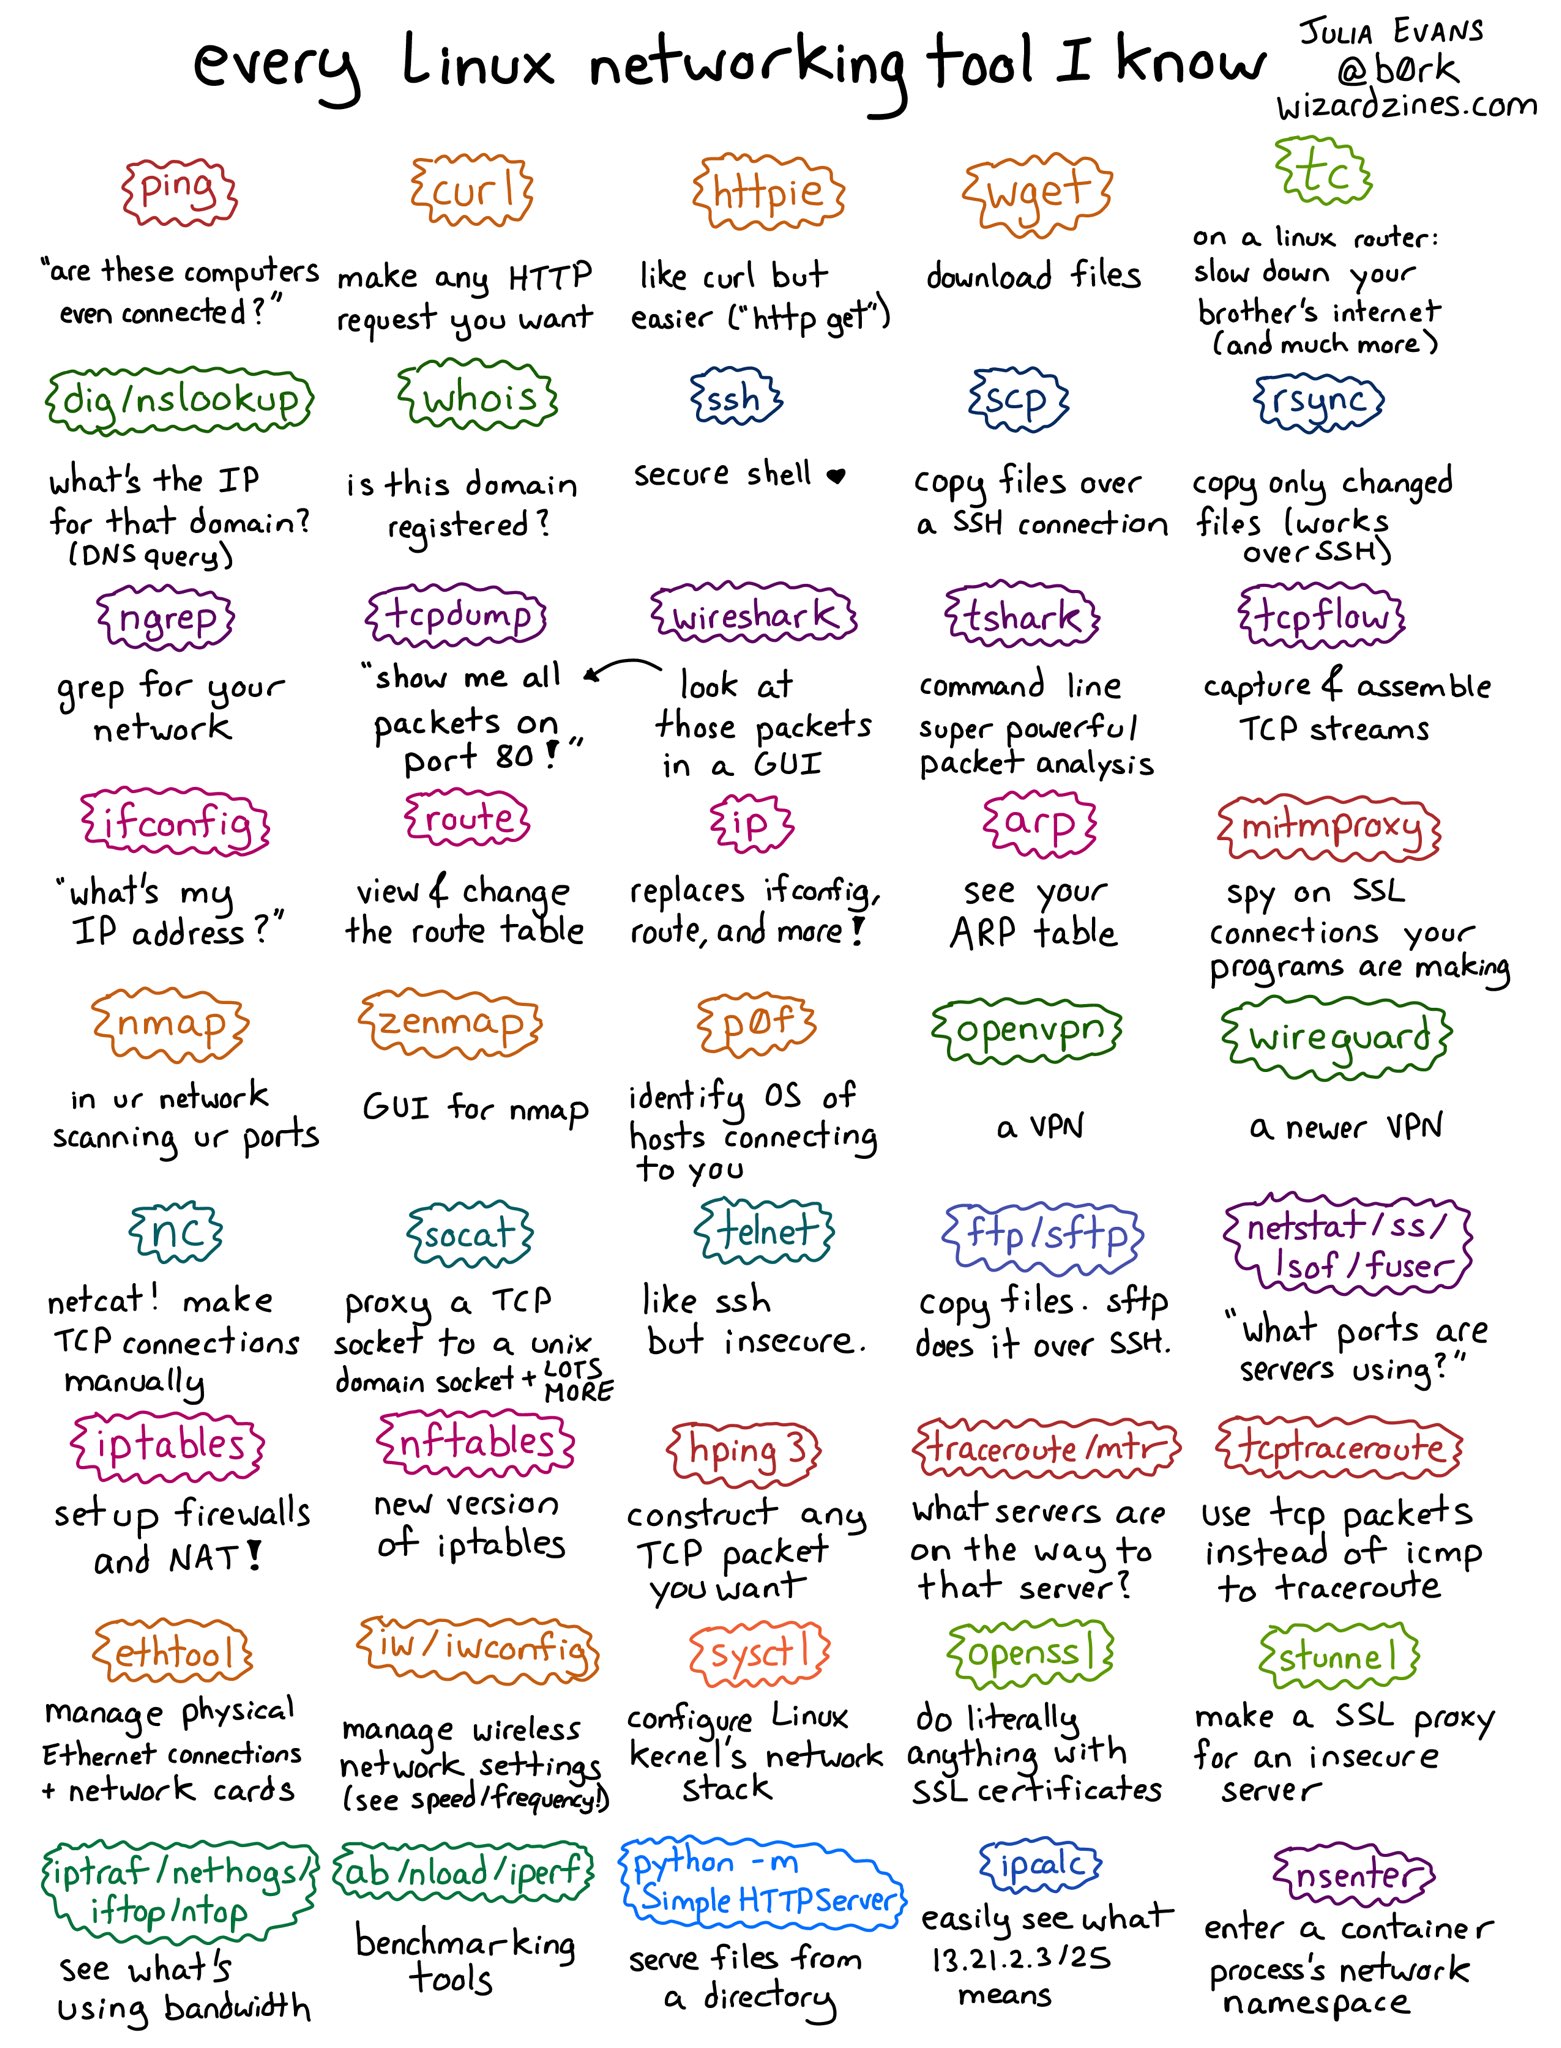 every Linux networking tool I know
JULIA EVANS
@b0rk
wizardzines.com
ping
"are these computers
even connected?"
curl
make any HTTP
request you want
httpie
like curl but
easier ("http get")
wget
download files
tc
on a linux router:
slow down your
brother's internet
(and much more)
dig/nslookup
what's the IP
for that domain?
(DNS query)
whois
is this domain
registered?
ssh
secure shell ♥
scp
copy files over
a SSH connection
rsync
copy only changed
files (works
over SSH)
ngrep
grep for your
network
tcpdump
"show me all
packets on
port 80!"
wireshark
look at
those packets
in a GUI
tshark
command line
super powerful
packet analysis
tcpflow
capture & assemble
TCP streams
ifconfig
"what's my
IP address?"
route
view & change
the route table
ip
replaces ifconfig,
route, and more!
arp
see your
ARP table
mitmproxy
spy on SSL
connections your
programs are making
nmap
in ur network
scanning ur ports
zenmap
GUI for nmap
p0f
identify OS of
hosts connecting
to you
openvpn
a VPN
wireguard
a newer VPN
nc
netcat! make
TCP connections
manually
socat
proxy a TCP
socket to a unix
domain socket + LOTS
MORE
telnet
like ssh
but insecure.
ftp/sftp
copy files. sftp
does it over SSH.
netstat/ss/
lsof/fuser
"what ports are
servers using?"
iptables
set up firewalls
and NAT!
nftables
new version
of iptables
hping3
construct any
TCP packet
you want
traceroute/mtr
what servers are
on the way to
that server?
tcptraceroute
use tcp packets
instead of icmp
to traceroute
ethtool
manage physical
Ethernet connections
+ network cards
iw/iwconfig
manage wireless
network settings
(see speed/frequency!)
sysctl
configure Linux
kernel's network
stack
openssl
do literally
anything with
SSL certificates
stunnel
make a SSL proxy
for an insecure
server
iptraf/nethogs/
iftop/ntop
see what's
using bandwidth
ab/nload/iperf
benchmarking
tools
python -m
SimpleHTTPServer
serve files from
a directory
ipcalc
easily see what
13.21.2.3/25
means
nsenter
enter a container
process's network
namespace